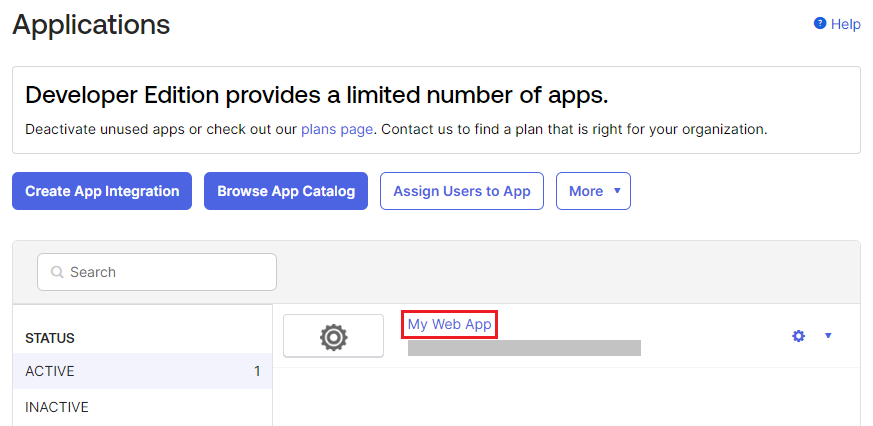 Applications
Help
Developer Edition provides a limited number of apps.
Deactivate unused apps or check out our plans page. Contact us to find a plan that is right for your organization.
Create App Integration
Browse App Catalog
Assign Users to App
More
Search
STATUS
ACTIVE 1
INACTIVE
My Web App